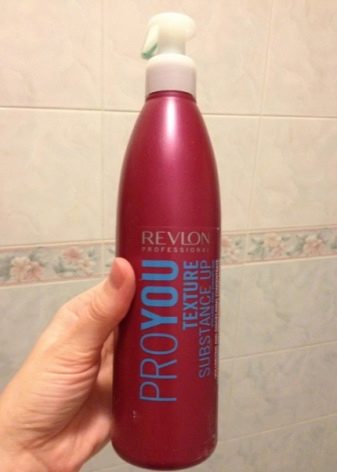 REVLON
PROFESSIONAL
PROYOU
TEXTURE
SUBSTANCE UP